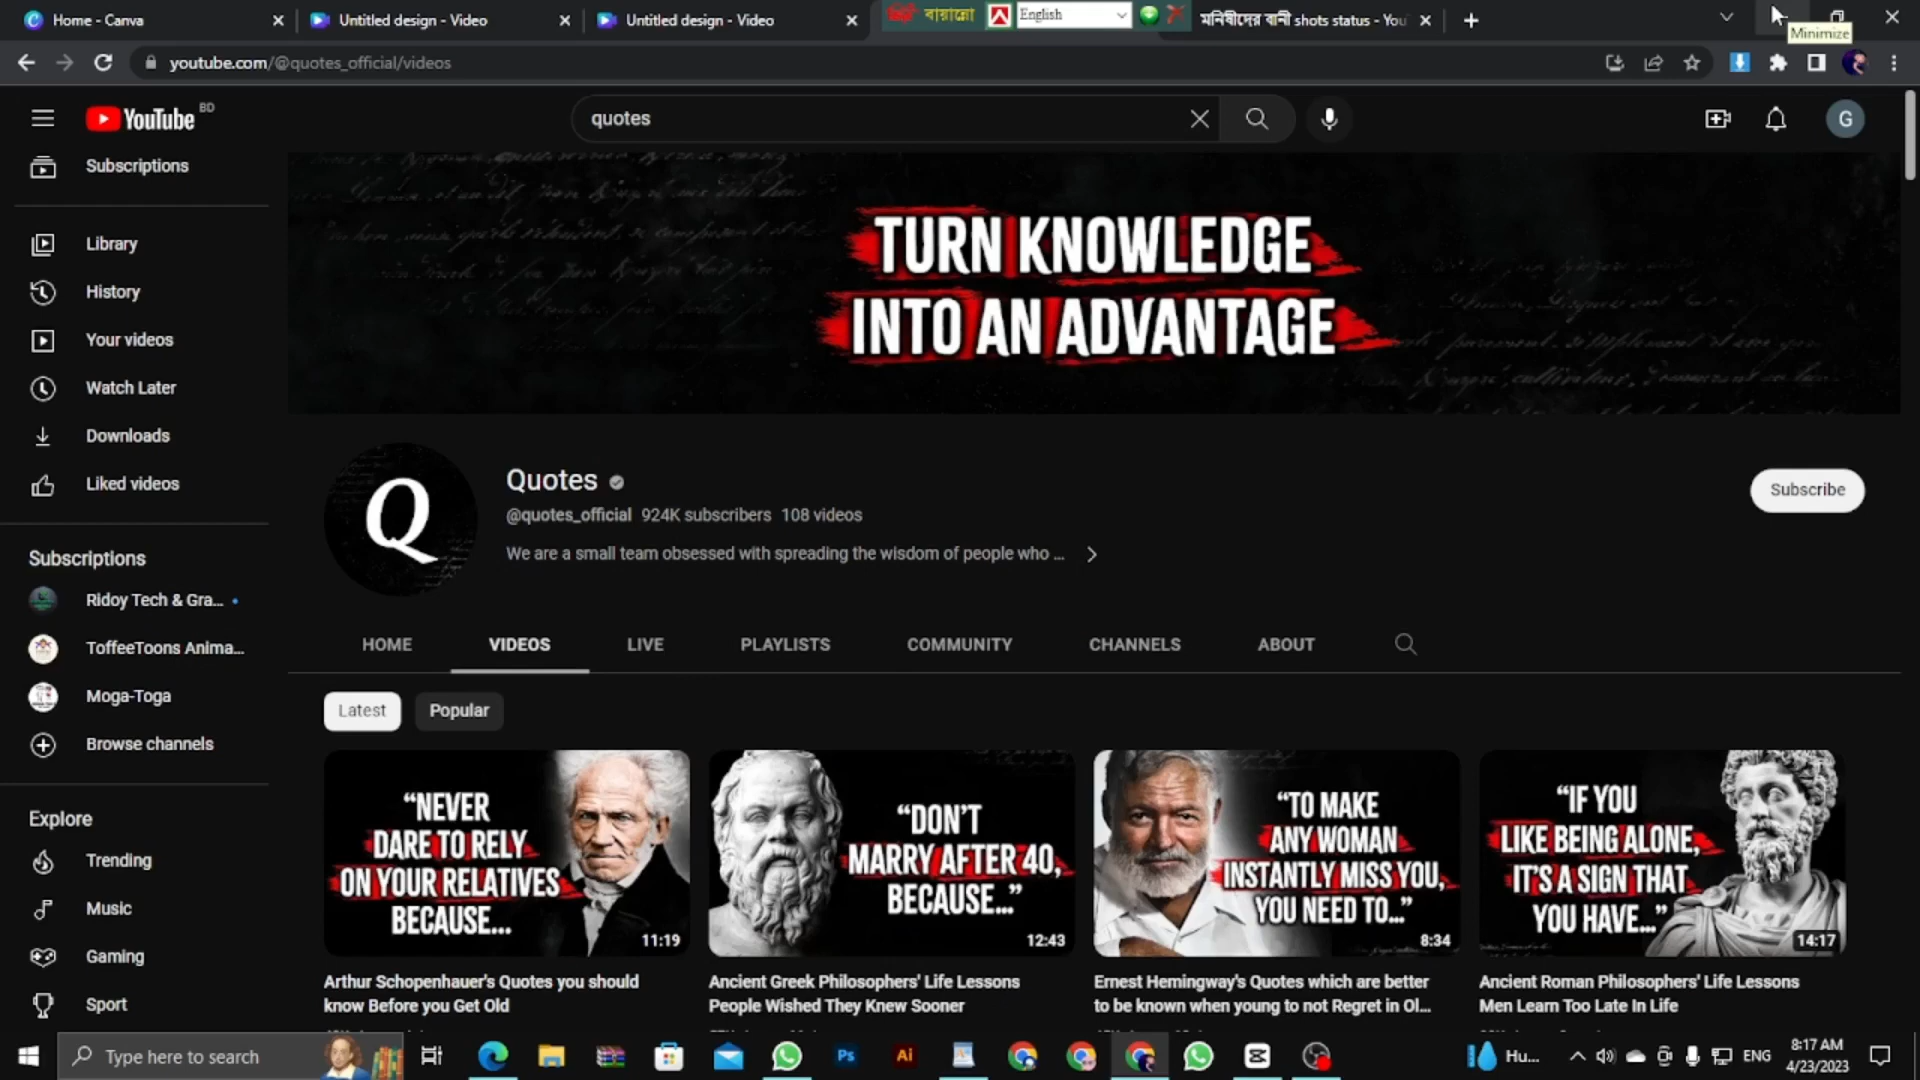 Home - Canva
Untitled design - Video
Untitled design - Video
বায়ান্নো
English
মনিষীদের বানী shots status - You
Minimize
youtube.com/@quotes_official/videos
YouTube BD
quotes
G
Subscriptions
Library
History
Your videos
Watch Later
Downloads
Liked videos
Subscriptions
Ridoy Tech & Gra...
ToffeeToons Anima...
Moga-Toga
Browse channels
Explore
Trending
Music
Gaming
Sport
TURN KNOWLEDGE
INTO AN ADVANTAGE
Q
Quotes
@quotes_official 924K subscribers 108 videos
We are a small team obsessed with spreading the wisdom of people who ...
Subscribe
HOME VIDEOS LIVE PLAYLISTS COMMUNITY CHANNELS ABOUT
Latest Popular
“NEVER
DARE TO RELY
ON YOUR RELATIVES
BECAUSE...
11:19
Arthur Schopenhauer's Quotes you should
know Before you Get Old
“DON'T
MARRY AFTER 40,
BECAUSE...”
12:43
Ancient Greek Philosophers' Life Lessons
People Wished They Knew Sooner
“TO MAKE
ANY WOMAN
INSTANTLY MISS YOU,
YOU NEED TO...”
8:34
Ernest Hemingway's Quotes which are better
to be known when young to not Regret in Ol...
“IF YOU
LIKE BEING ALONE,
IT'S A SIGN THAT
YOU HAVE...”
14:17
Ancient Roman Philosophers' Life Lessons
Men Learn Too Late In Life
Type here to search
Ps
Ai
Hu...
ENG
8:17 AM
4/23/2023